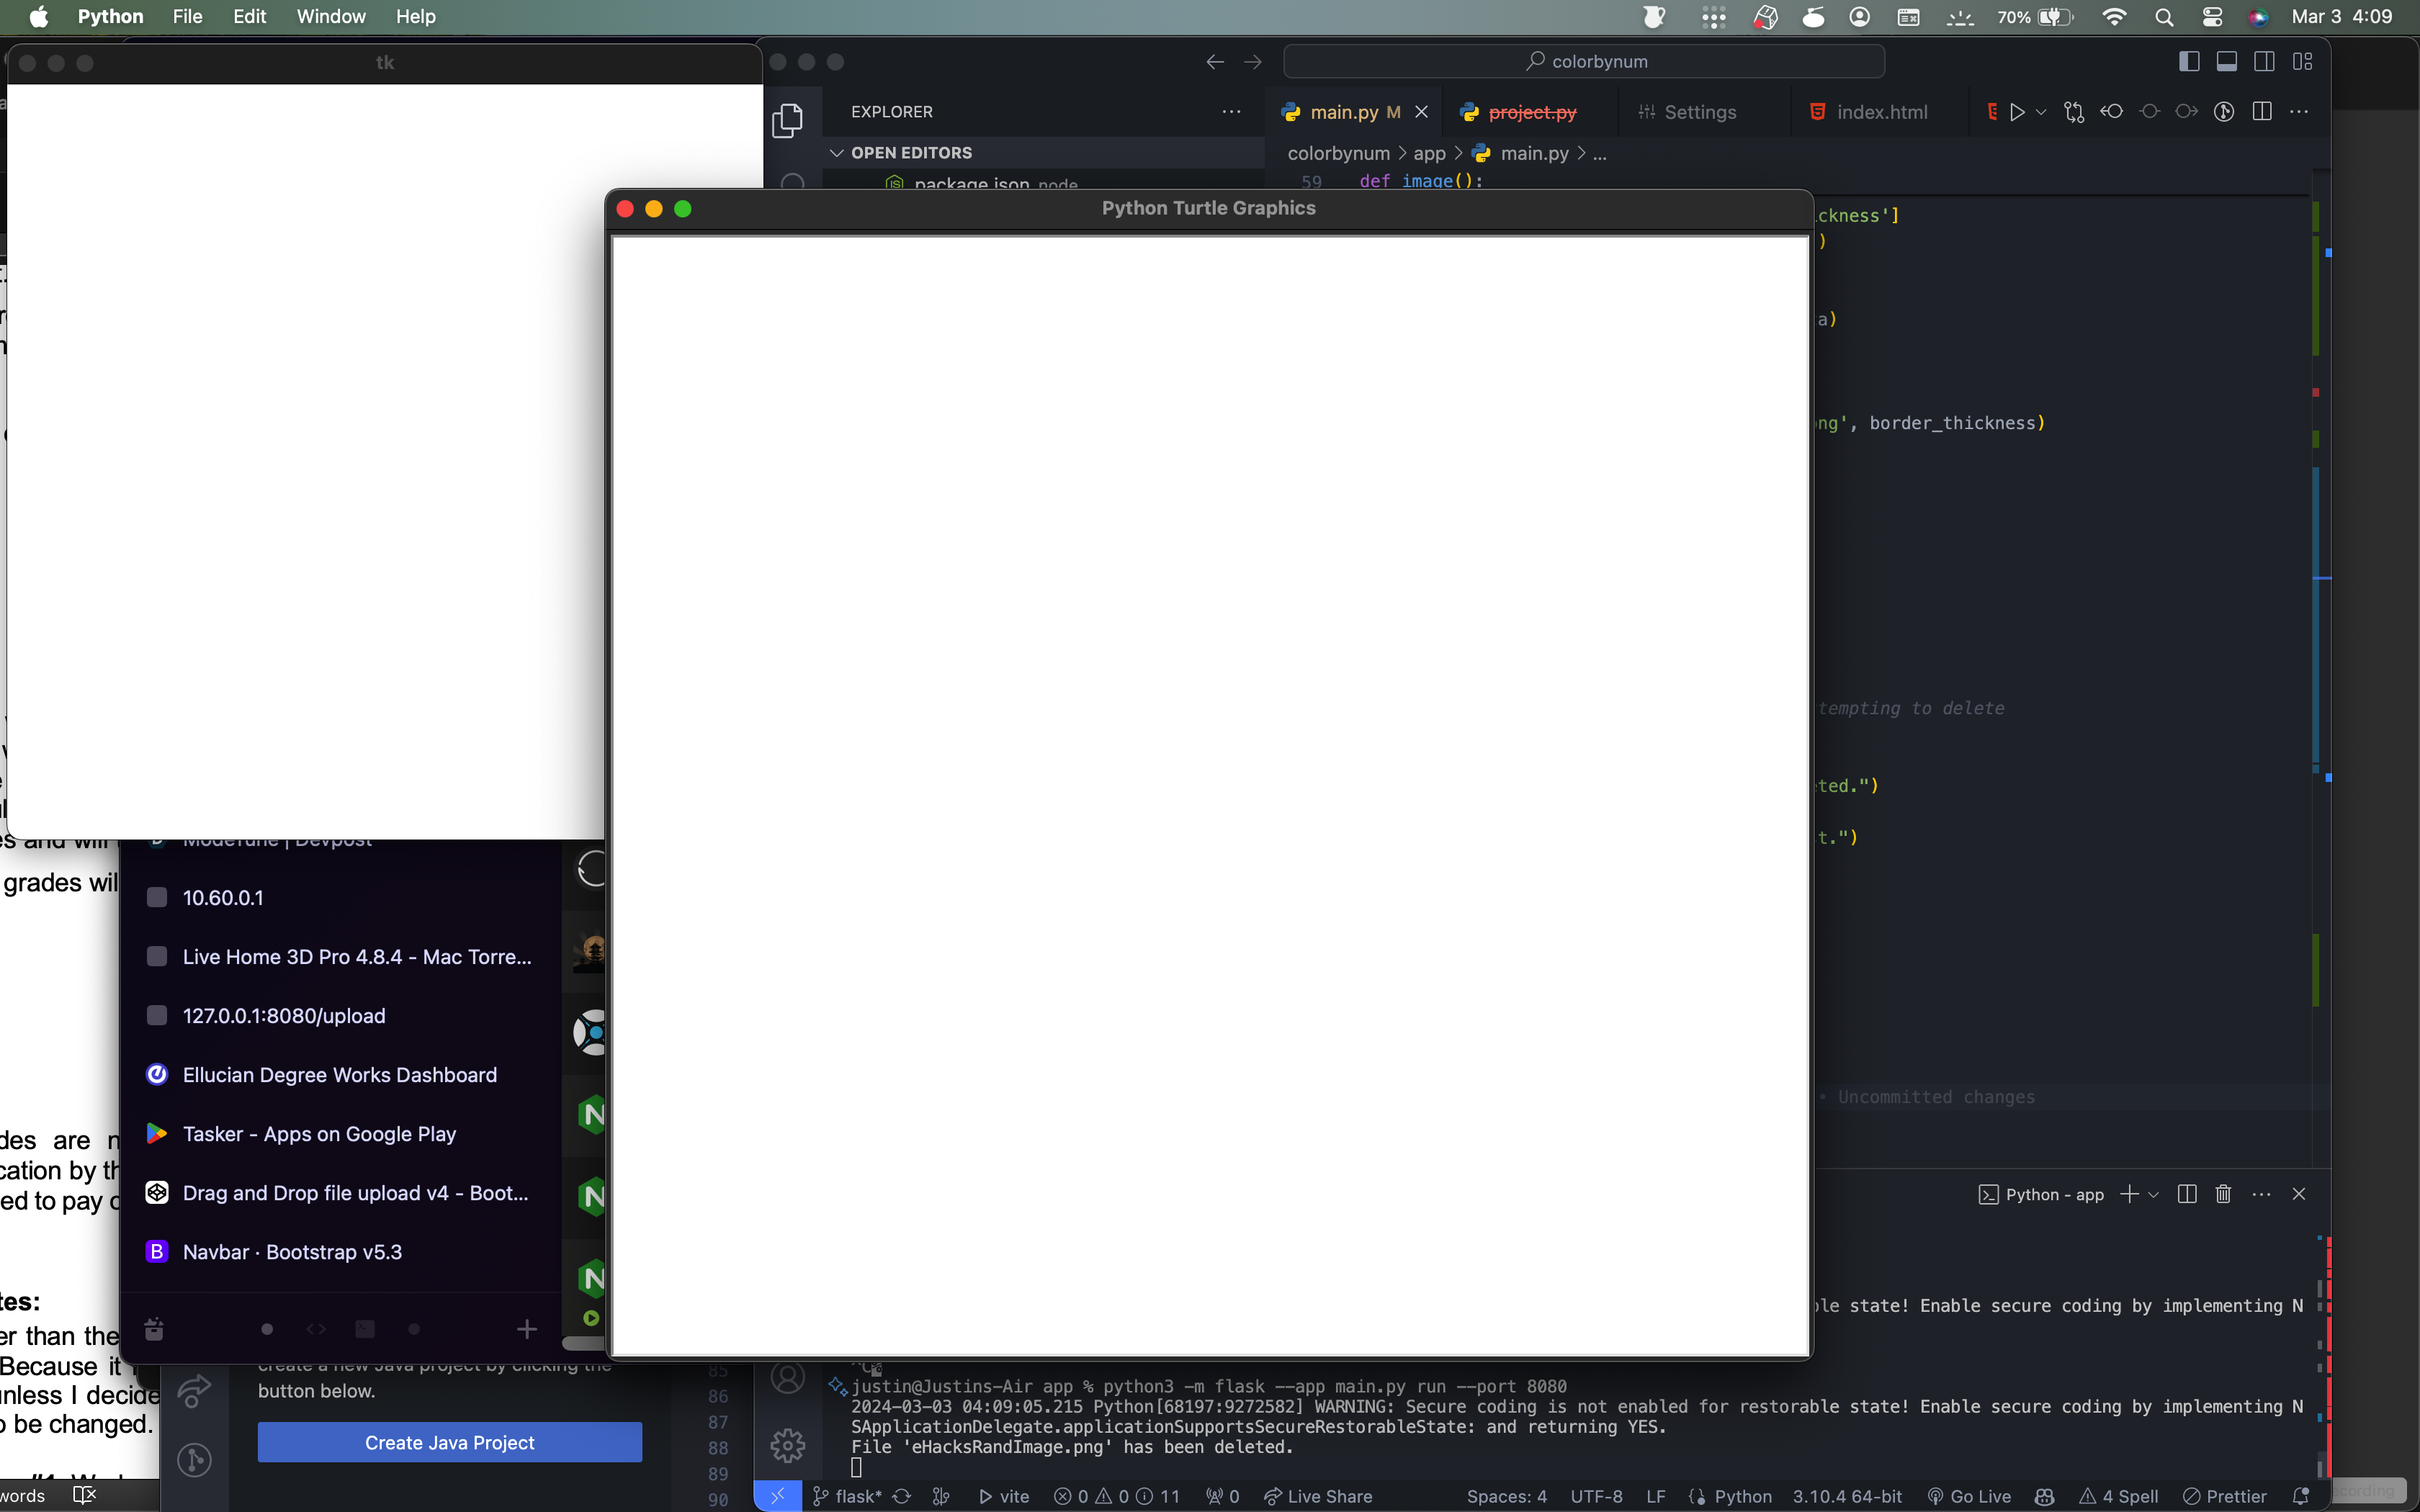 Python File Edit Window Help 70% Mar 3 4:09
tk
colorbynum
EXPLORER
main.py M
project.py
Settings
index.html
OPEN EDITORS
colorbynum > app > main.py > ...
package.json node
59 def image():
Python Turtle Graphics
ckness']
)
a)
ng', border_thickness)
tempting to delete
ted.")
t.")
Uncommitted changes
es and will
grades wil
des are n
cation by th
ed to pay
tes:
er than the
Because it
unless I decide
o be changed.
words
ModeTune | Devpost
10.60.0.1
Live Home 3D Pro 4.8.4 - Mac Torre...
127.0.0.1:8080/upload
Ellucian Degree Works Dashboard
Tasker - Apps on Google Play
Drag and Drop file upload v4 - Boot...
Navbar · Bootstrap v5.3
create a new Java project by clicking the
button below.
Create Java Project
85
86
87
88
89
90
Python - app
ble state! Enable secure coding by implementing N
^C
justin@Justins-Air app % python3 -m flask --app main.py run --port 8080
2024-03-03 04:09:05.215 Python[68197:9272582] WARNING: Secure coding is not enabled for restorable state! Enable secure coding by implementing N
SApplicationDelegate.applicationSupportsSecureRestorableState: and returning YES.
File 'eHacksRandImage.png' has been deleted.
flask* vite 0 0 11 0 Live Share Spaces: 4 UTF-8 LF Python 3.10.4 64-bit Go Live 4 Spell Prettier
ecording